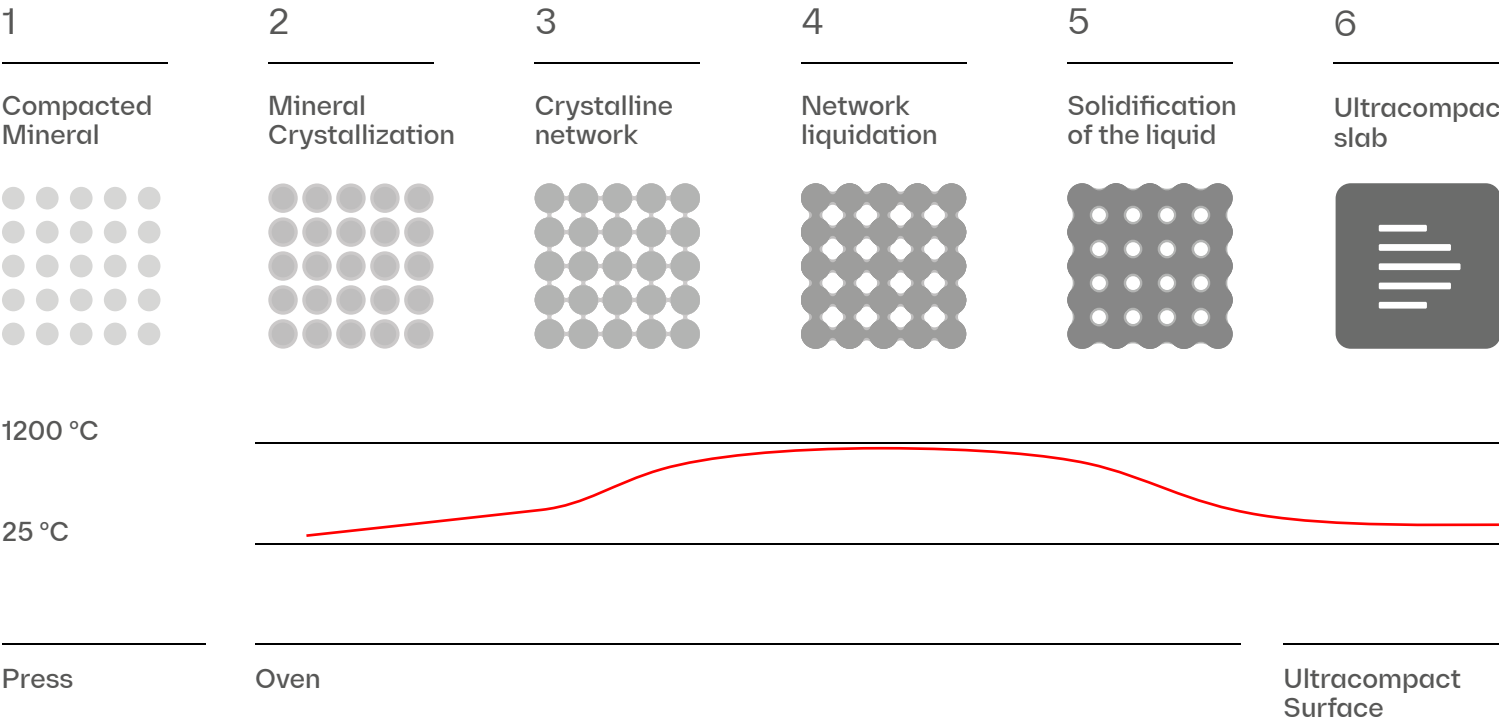 1
2
3
4
5
6
Compacted
Mineral
Mineral
Crystallization
Crystalline
network
Network
liquidation
Solidification
of the liquid
Ultracompac
slab
1200 °C
25 °C
Press
Oven
Ultracompact
Surface